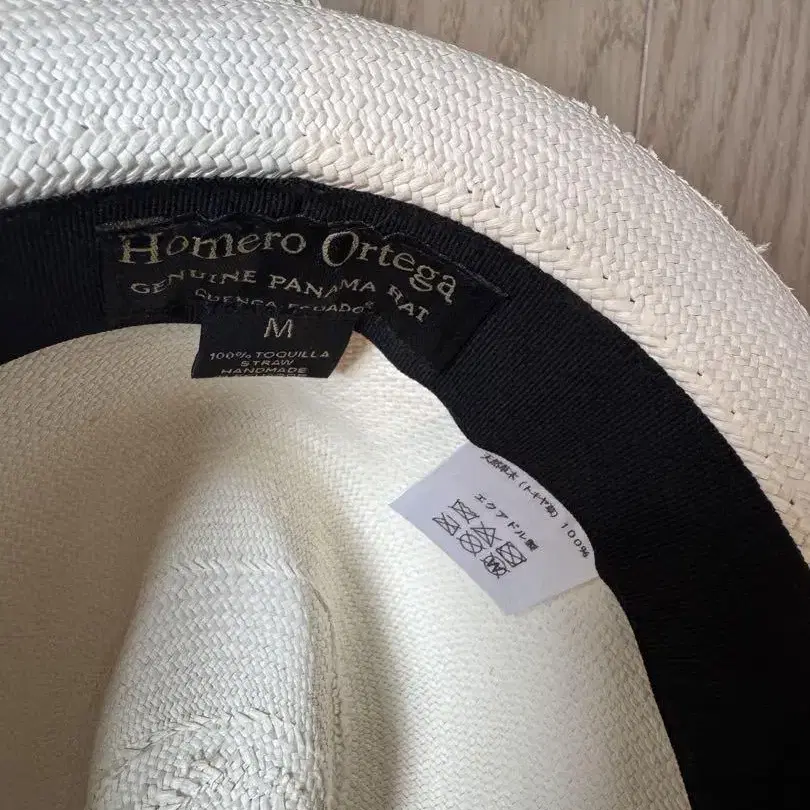 Homero Ortega
GENUINE PANAMA HAT
CUENCA ECUADOR
M
100% TOQUILLA
STRAW
HANDMADE
天然草木（トキヤ草）100%
エクアドル製